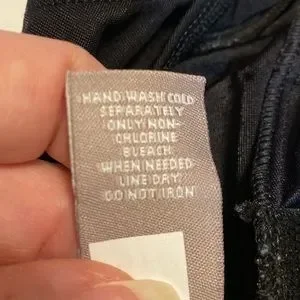 HAND WASH COLD
SEPARATELY
ONLY NON-
CHLORINE
BLEACH
WHEN NEEDED
LINE DRY
DO NOT IRON